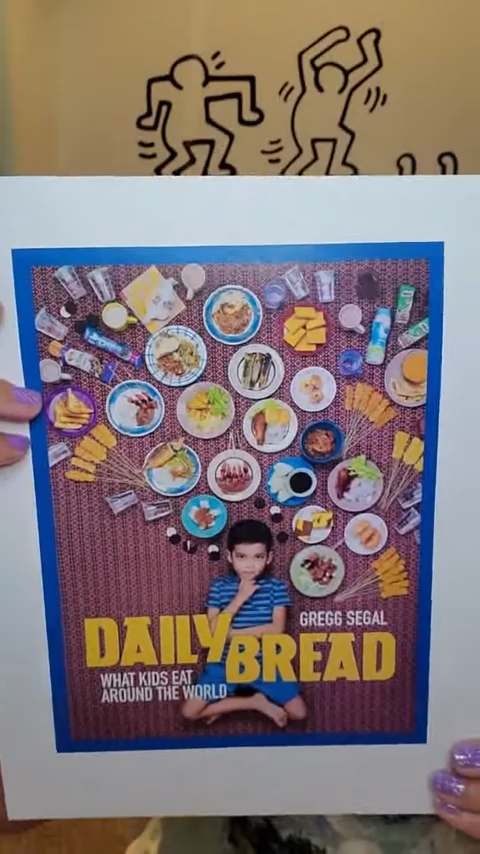 GREGG SEGAL
DAILY
BREAD
WHAT KIDS EAT
AROUND THE WORLD